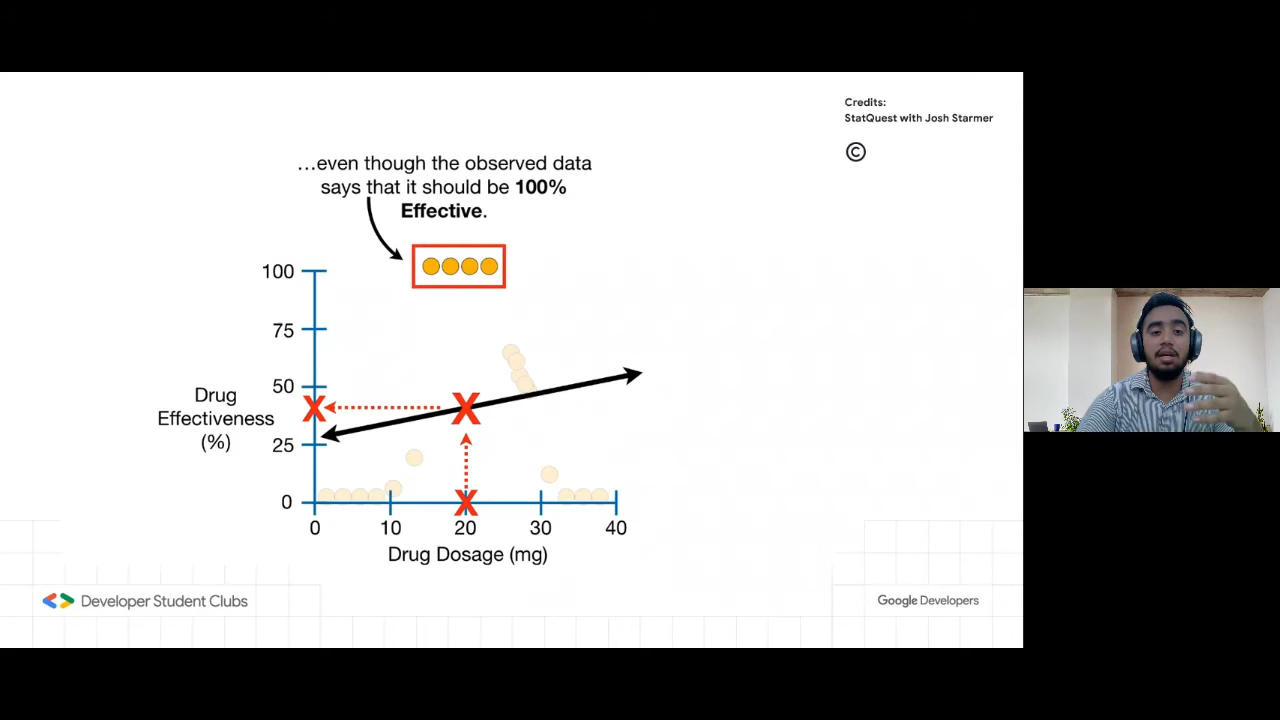 Credits:
StatQuest with Josh Starmer
©
...even though the observed data
says that it should be 100%
Effective.
100
75
50
25
0
Drug
Effectiveness
(%)
X
X
X
0
10
20
30
40
Drug Dosage (mg)
Developer Student Clubs
Google Developers